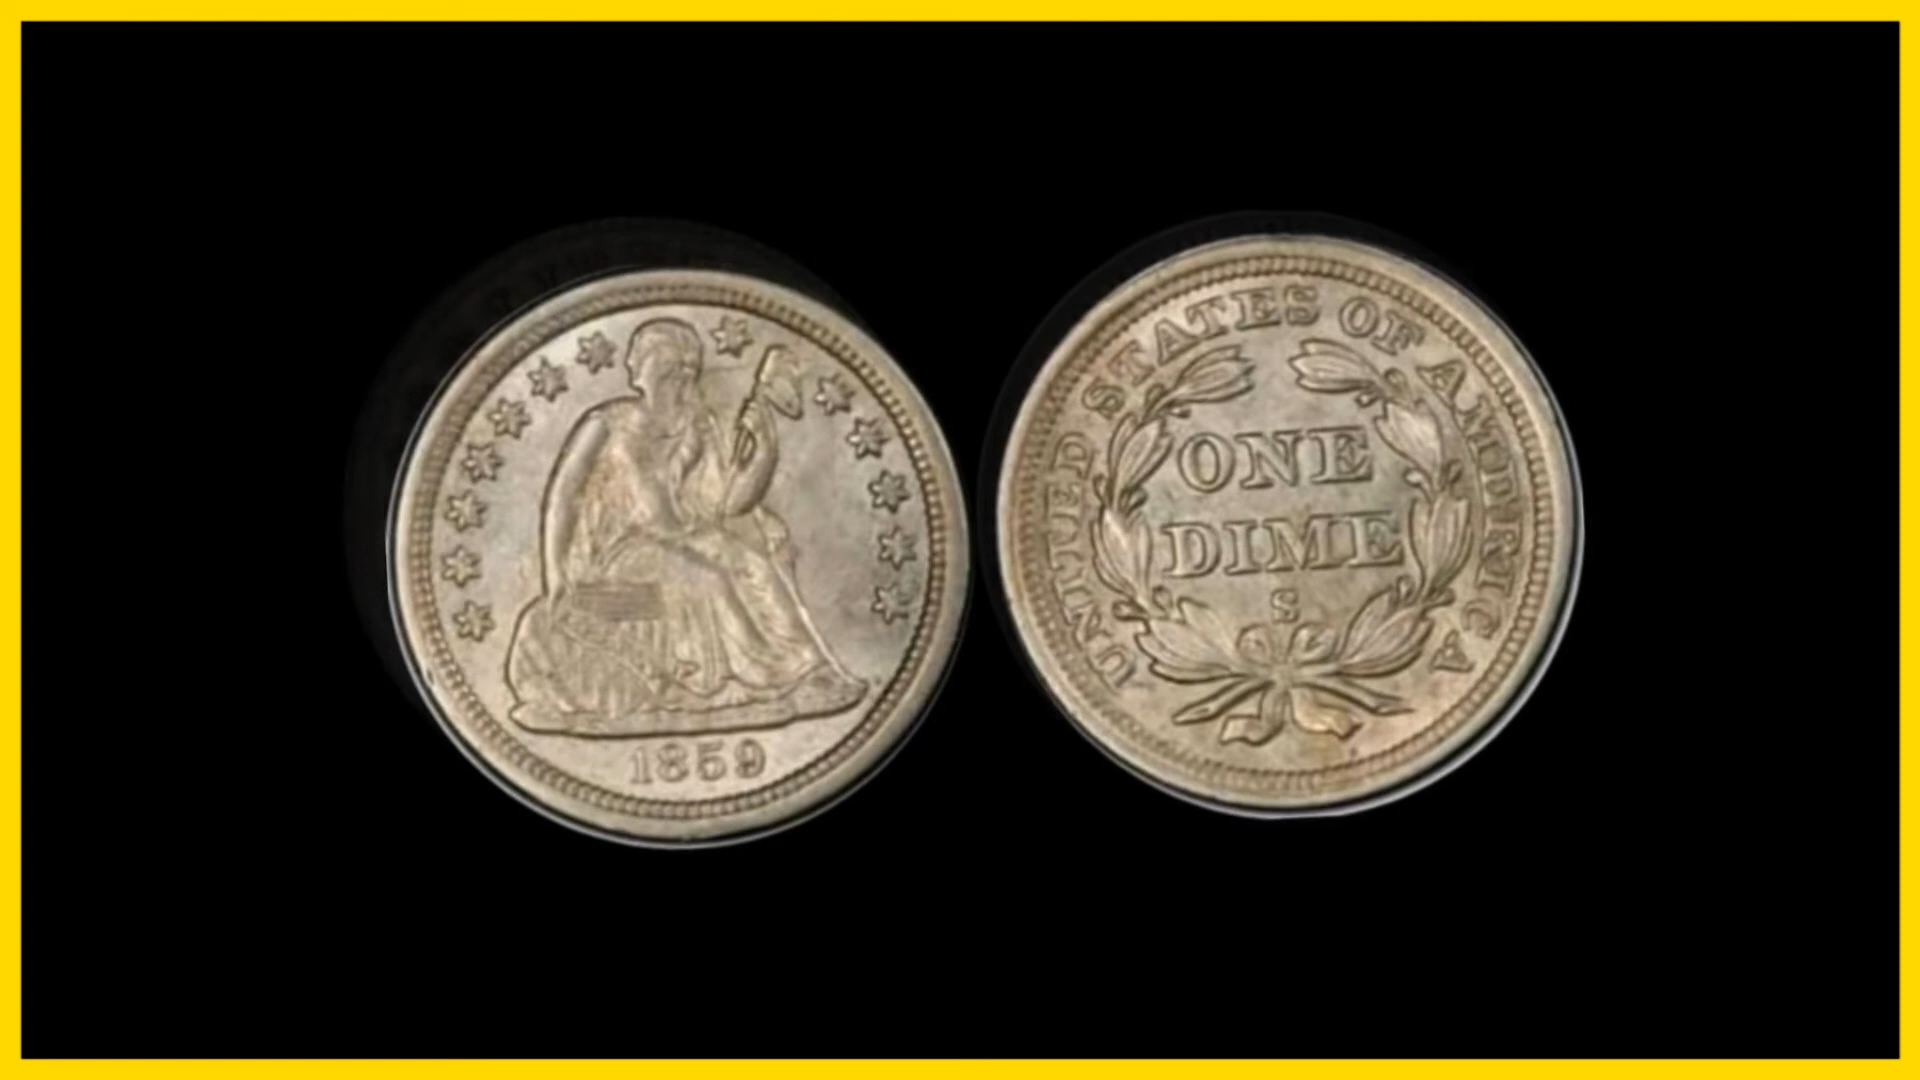 1859
UNITED STATES OF AMERICA
ONE
DIME
S